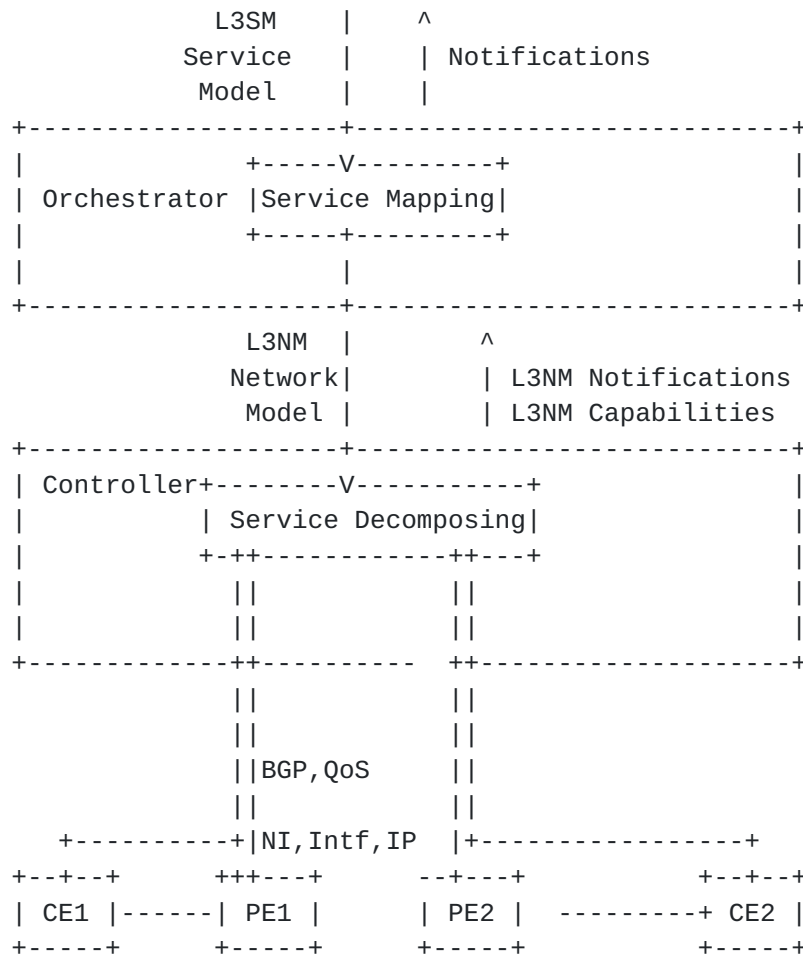 L3SM    |    ^
           Service   |    | Notifications
            Model    |    |
+--------------------+----------------------------+
|              +-----V---------+                  |
| Orchestrator |Service Mapping|                  |
|              +-----+---------+                  |
|                    |                            |
+--------------------+----------------------------+
               L3NM  |        ^
              Network|        | L3NM Notifications
               Model |        | L3NM Capabilities
+--------------------+----------------------------+
| Controller+--------V-----------+                |
|           | Service Decomposing|                |
|           +-++------------++---+                |
|             ||            ||                    |
|             ||            ||                    |
+-------------++----------  ++--------------------+
              ||            ||
              ||            ||
              ||BGP,QoS     ||
              ||            ||
   +----------+|NI,Intf,IP  |+-----------------+
+--+--+      +++---+      --+---+           +--+--+
| CE1 |------| PE1 |      | PE2 |  ---------+ CE2 |
+-----+      +-----+      +-----+           +-----+